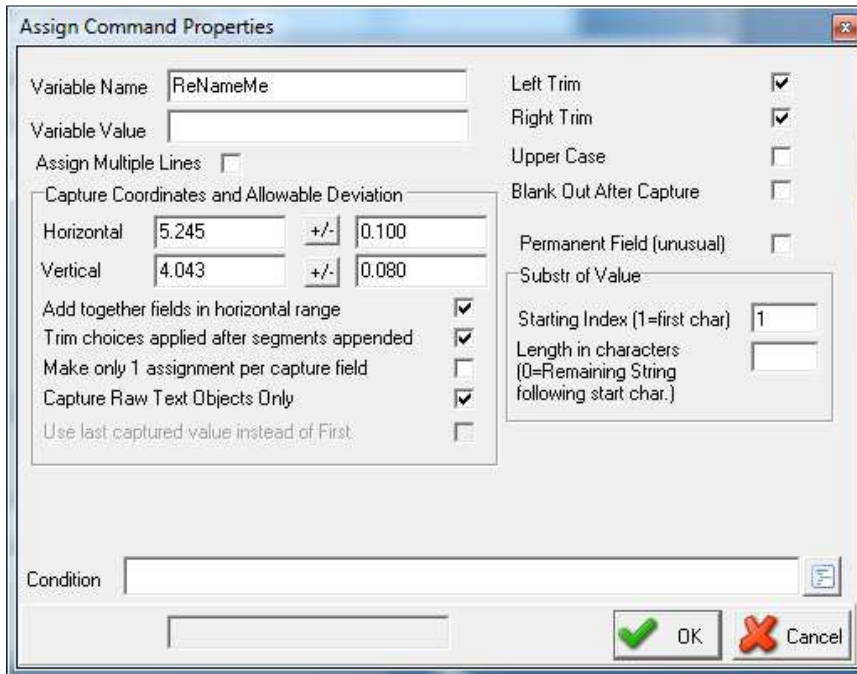 Assign Command Properties
Variable Name ReNameMe
Variable Value
Assign Multiple Lines
Capture Coordinates and Allowable Deviation
Horizontal 5.245 +/- 0.100
Vertical 4.043 +/- 0.080
Add together fields in horizontal range
Trim choices applied after segments appended
Make only 1 assignment per capture field
Capture Raw Text Objects Only
Use last captured value instead of First
Left Trim
Right Trim
Upper Case
Blank Out After Capture
Permanent Field (unusual)
Substr of Value
Starting Index (1=first char) 1
Length in characters
(0=Remaining String
following start char.)
Condition
OK Cancel